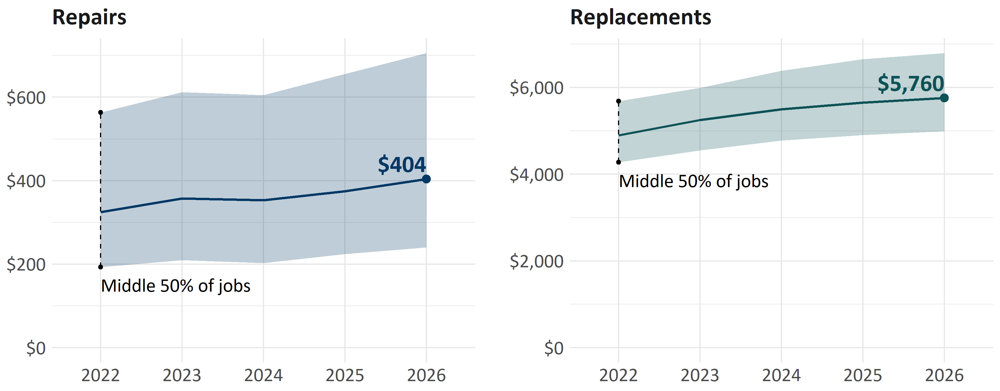 Repairs
$600
$400
$200
$0
$404
Middle 50% of jobs
2022 2023 2024 2025 2026
Replacements
$6,000
$4,000
$2,000
$0
$5,760
Middle 50% of jobs
2022 2023 2024 2025 2026